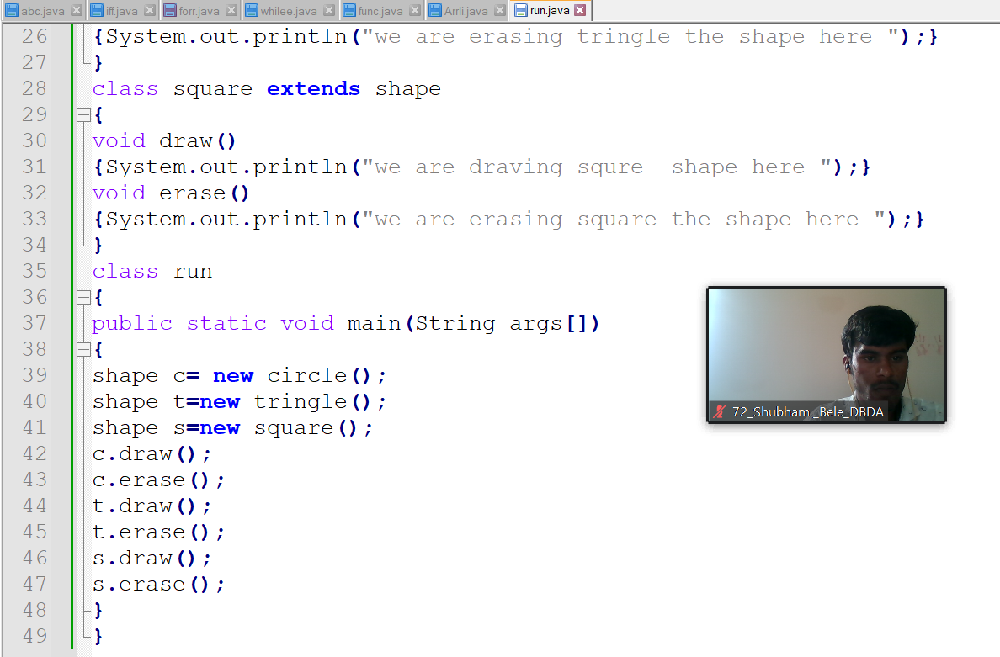 abc.java iff.java forr.java whilee.java func.java Arrli.java run.java
26 {System.out.println("we are erasing tringle the shape here ");}
27 }
28 class square extends shape
29 {
30 void draw()
31 {System.out.println("we are draving squre  shape here ");}
32 void erase()
33 {System.out.println("we are erasing square the shape here ");}
34 }
35 class run
36 {
37 public static void main(String args[])
38 {
39 shape c= new circle();
40 shape t=new tringle();
41 shape s=new square();
42 c.draw();
43 c.erase();
44 t.draw();
45 t.erase();
46 s.draw();
47 s.erase();
48 }
49 }
72_Shubham _Bele_DBDA